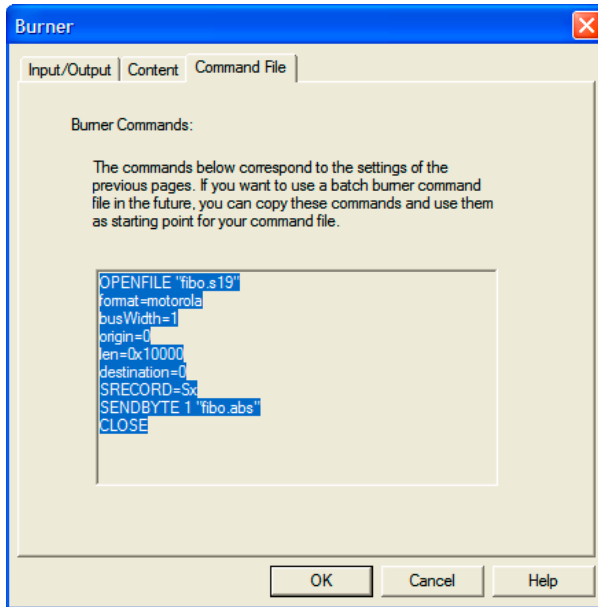 Burner
Input/Output Content Command File
Burner Commands:
The commands below correspond to the settings of the
previous pages. If you want to use a batch burner command
file in the future, you can copy these commands and use them
as starting point for your command file.
OPENFILE "fibo.s19"
format=motorola
busWidth=1
origin=0
len=0x10000
destination=0
SRECORD=Sx
SENDBYTE 1 "fibo.abs"
CLOSE
OK Cancel Help